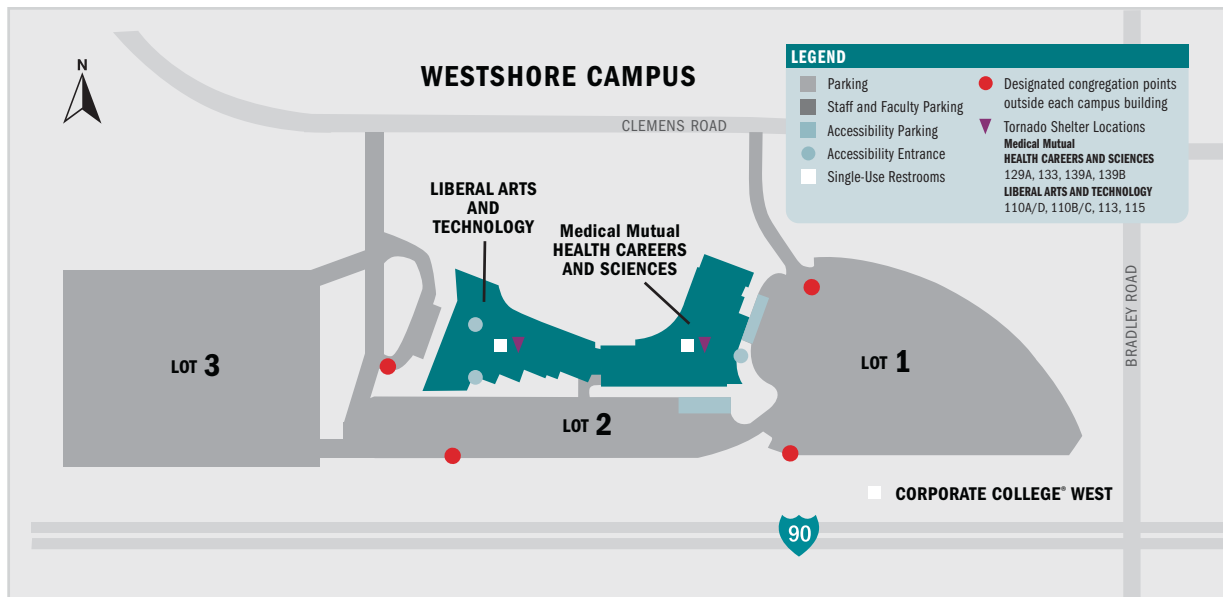 N
WESTSHORE CAMPUS
CLEMENS ROAD
LEGEND
Parking
Staff and Faculty Parking
Accessibility Parking
Accessibility Entrance
Single-Use Restrooms
Designated congregation points
outside each campus building
Tornado Shelter Locations
Medical Mutual
HEALTH CAREERS AND SCIENCES
129A, 133, 139A, 139B
LIBERAL ARTS AND TECHNOLOGY
110A/D, 110B/C, 113, 115
LIBERAL ARTS
AND
TECHNOLOGY
Medical Mutual
HEALTH CAREERS
AND SCIENCES
BRADLEY ROAD
LOT 3
LOT 1
LOT 2
CORPORATE COLLEGE® WEST
90